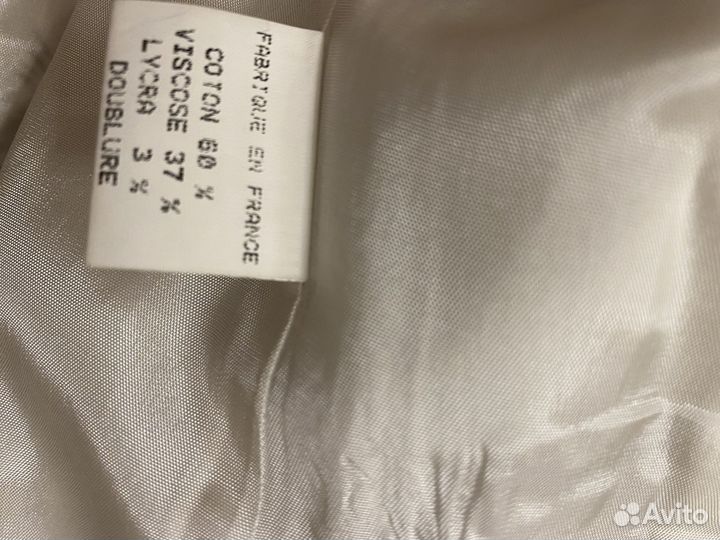 FABRIQUE EN FRANCE
COTON 60 %
VISCOSE 37 %
LYCRA 3 %
DOUBLURE
Avito